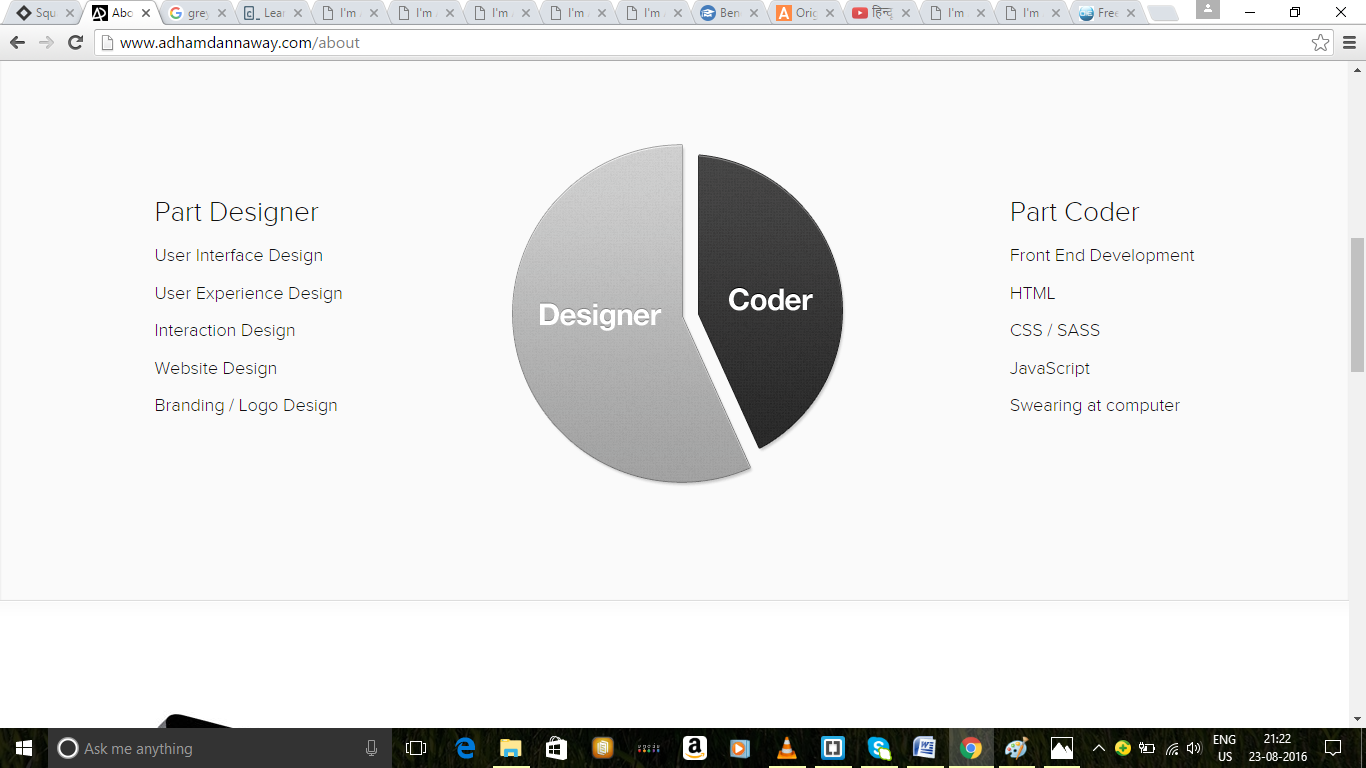 Squ
Abo
grey
Lear
I'm
I'm
I'm
I'm
I'm
Ben
Orig
हिन्द
I'm
I'm
Free
www.adhamdannaway.com/about
Part Designer
User Interface Design
User Experience Design
Interaction Design
Website Design
Branding / Logo Design
Designer
Coder
Part Coder
Front End Development
HTML
CSS / SASS
JavaScript
Swearing at computer
Ask me anything
ENG
US
21:22
23-08-2016